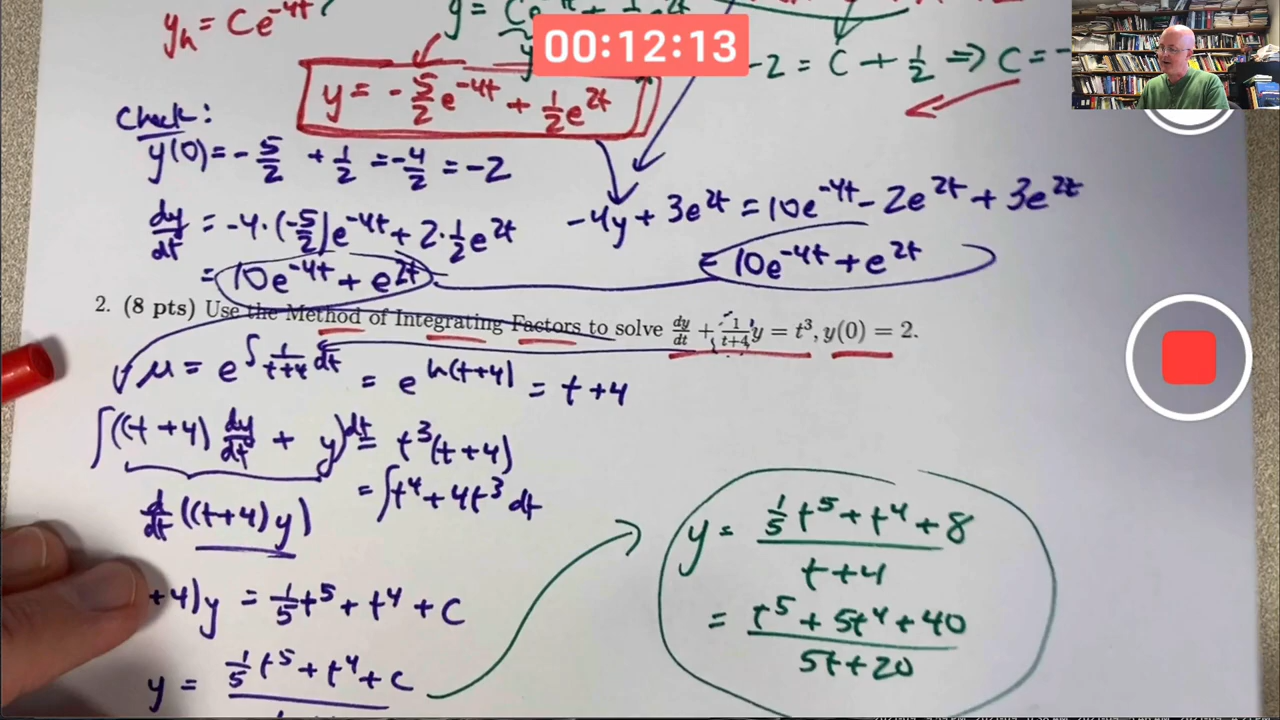 y_h = Ce^{-4t}
00:12:13
-2 = C + 1/2 ⇒ C = -
y = -5/2 e^{-4t} + 1/2 e^{2t}
Check:
y(0) = -5/2 + 1/2 = -4/2 = -2
dy/dt = -4·(-5/2)e^{-4t} + 2·1/2 e^{2t}
-4y + 3e^{2t} = 10e^{-4t} - 2e^{2t} + 3e^{2t}
= 10e^{-4t} + e^{2t}
= 10e^{-4t} + e^{2t}
2. (8 pts) Use the Method of Integrating Factors to solve dy/dt + 1/(t+4) y = t^3, y(0) = 2.
μ = e^{∫ 1/(t+4) dt} = e^{ln(t+4)} = t+4
∫((t+4) dy/dt + y)dt = t^3(t+4)
= ∫t^4 + 4t^3 dt
d/dt((t+4)y)
+4)y = 1/5 t^5 + t^4 + C
y = (1/5 t^5 + t^4 + C)/
y = (1/5 t^5 + t^4 + 8)/(t+4)
= (t^5 + 5t^4 + 40)/(5t+20)